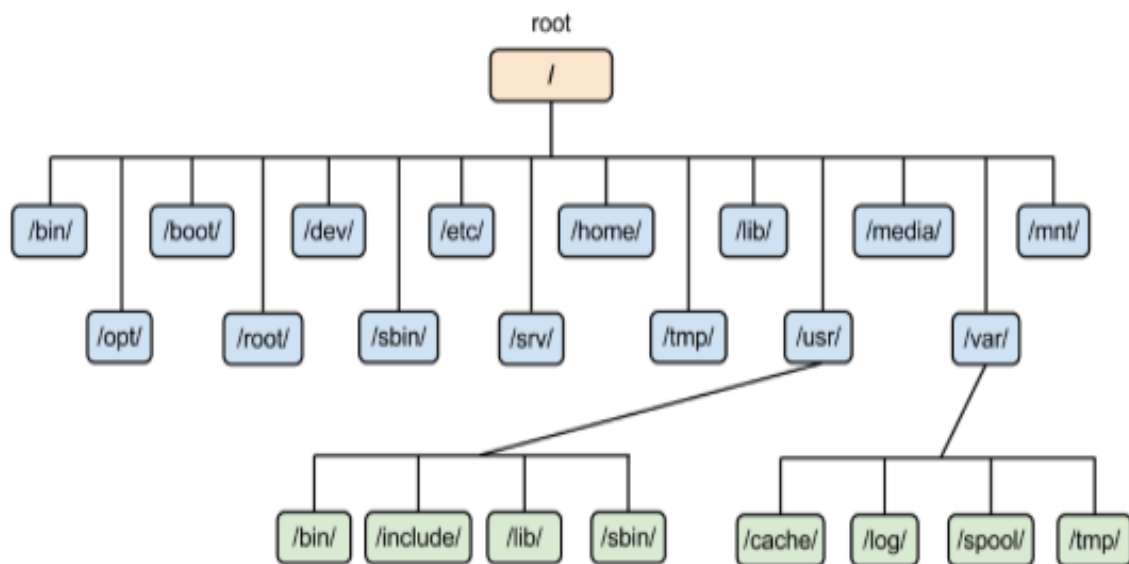 root
/
/bin/ /boot/ /dev/ /etc/ /home/ /lib/ /media/ /mnt/
/opt/ /root/ /sbin/ /srv/ /tmp/ /usr/ /var/
/bin/ /include/ /lib/ /sbin/ /cache/ /log/ /spool/ /tmp/